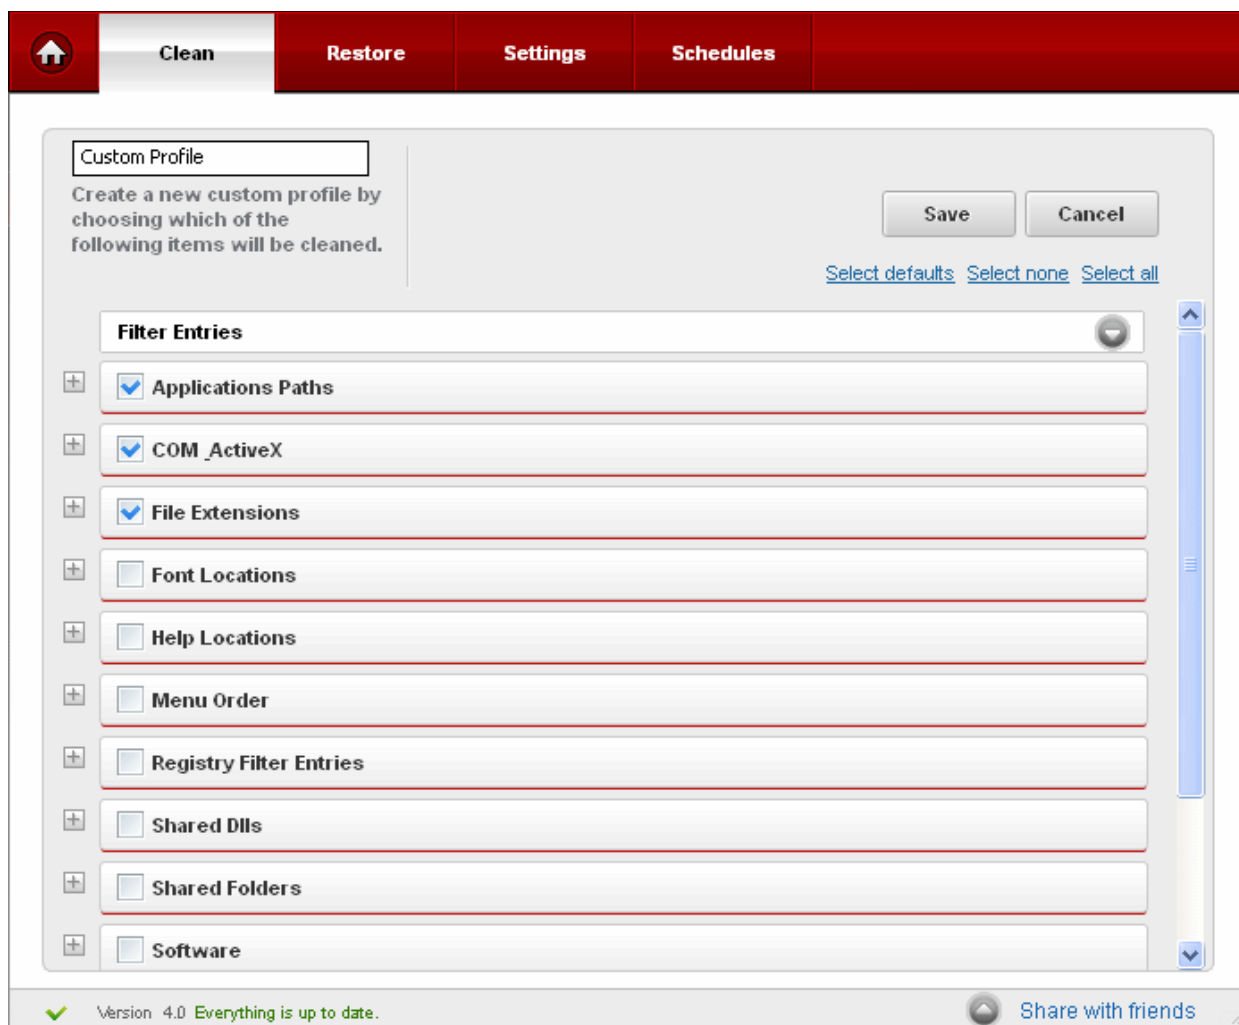 Clean Restore Settings Schedules
Custom Profile
Create a new custom profile by
choosing which of the
following items will be cleaned.
Save Cancel
Select defaults Select none Select all
Filter Entries
Applications Paths
COM_ActiveX
File Extensions
Font Locations
Help Locations
Menu Order
Registry Filter Entries
Shared Dlls
Shared Folders
Software
Version 4.0 Everything is up to date.
Share with friends